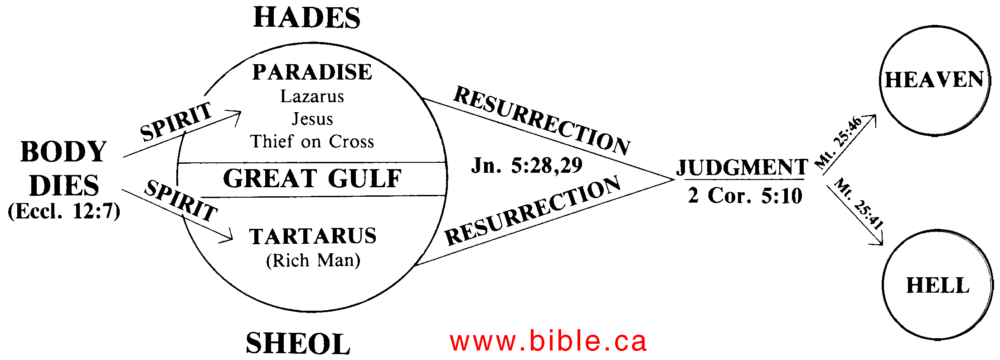 HADES
PARADISE
Lazarus
Jesus
Thief on Cross
SPIRIT
BODY
DIES
(Eccl. 12:7)
SPIRIT
GREAT GULF
TARTARUS
(Rich Man)
SHEOL
RESURRECTION
Jn. 5:28,29
RESURRECTION
JUDGMENT
2 Cor. 5:10
Mt. 25:46
Mt. 25:41
HEAVEN
HELL
www.bible.ca